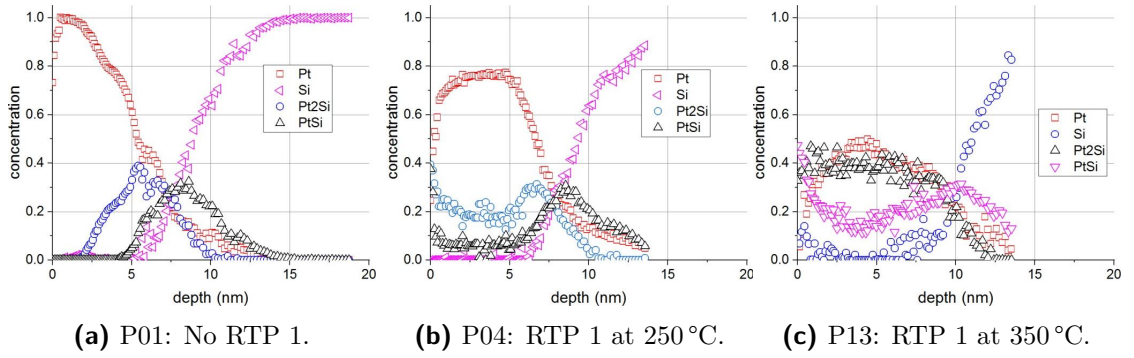 concentration
1.0
0.8
0.6
0.4
0.2
0.0
0
5
10
15
20
depth (nm)
Pt
Si
Pt2Si
PtSi
(a) P01: No RTP 1.
concentration
1.0
0.8
0.6
0.4
0.2
0.0
0
5
10
15
20
depth (nm)
Pt
Si
Pt2Si
PtSi
(b) P04: RTP 1 at 250 °C.
concentration
1.0
0.8
0.6
0.4
0.2
0.0
0
5
10
15
20
depth (nm)
Pt
Si
Pt2Si
PtSi
(c) P13: RTP 1 at 350 °C.